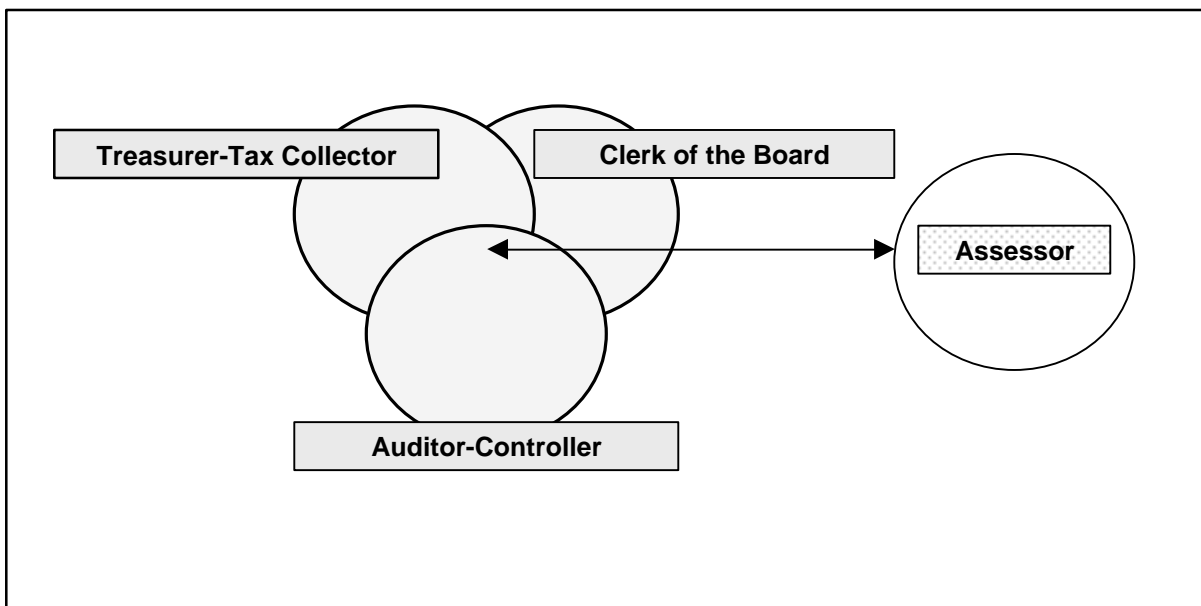 Treasurer-Tax Collector
Clerk of the Board
Assessor
Auditor-Controller